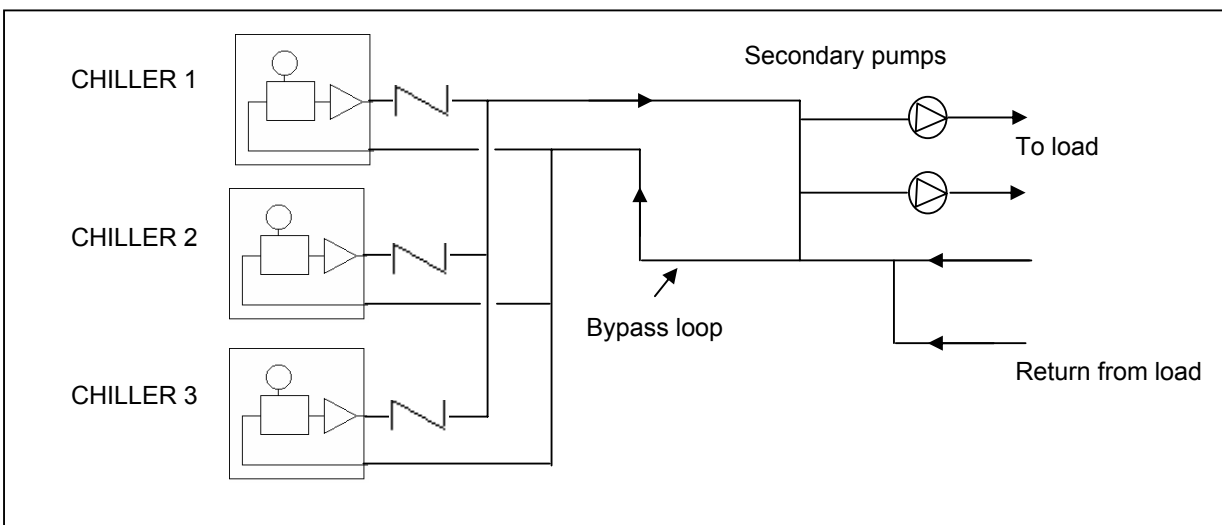 Secondary pumps
CHILLER 1
To load
CHILLER 2
Bypass loop
Return from load
CHILLER 3